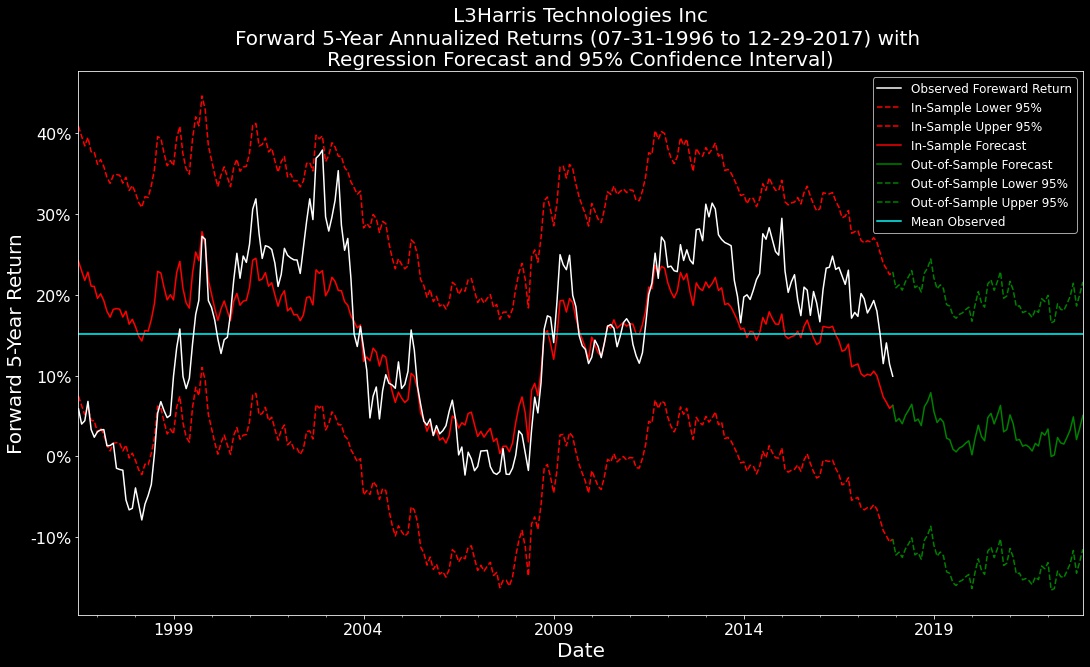 L3Harris Technologies Inc
Forward 5-Year Annualized Returns (07-31-1996 to 12-29-2017) with
Regression Forecast and 95% Confidence Interval)
Observed Foreward Return
In-Sample Lower 95%
In-Sample Upper 95%
In-Sample Forecast
Out-of-Sample Forecast
Out-of-Sample Lower 95%
Out-of-Sample Upper 95%
Mean Observed
Forward 5-Year Return
40%
30%
20%
10%
0%
-10%
1999
2004
2009
2014
2019
Date